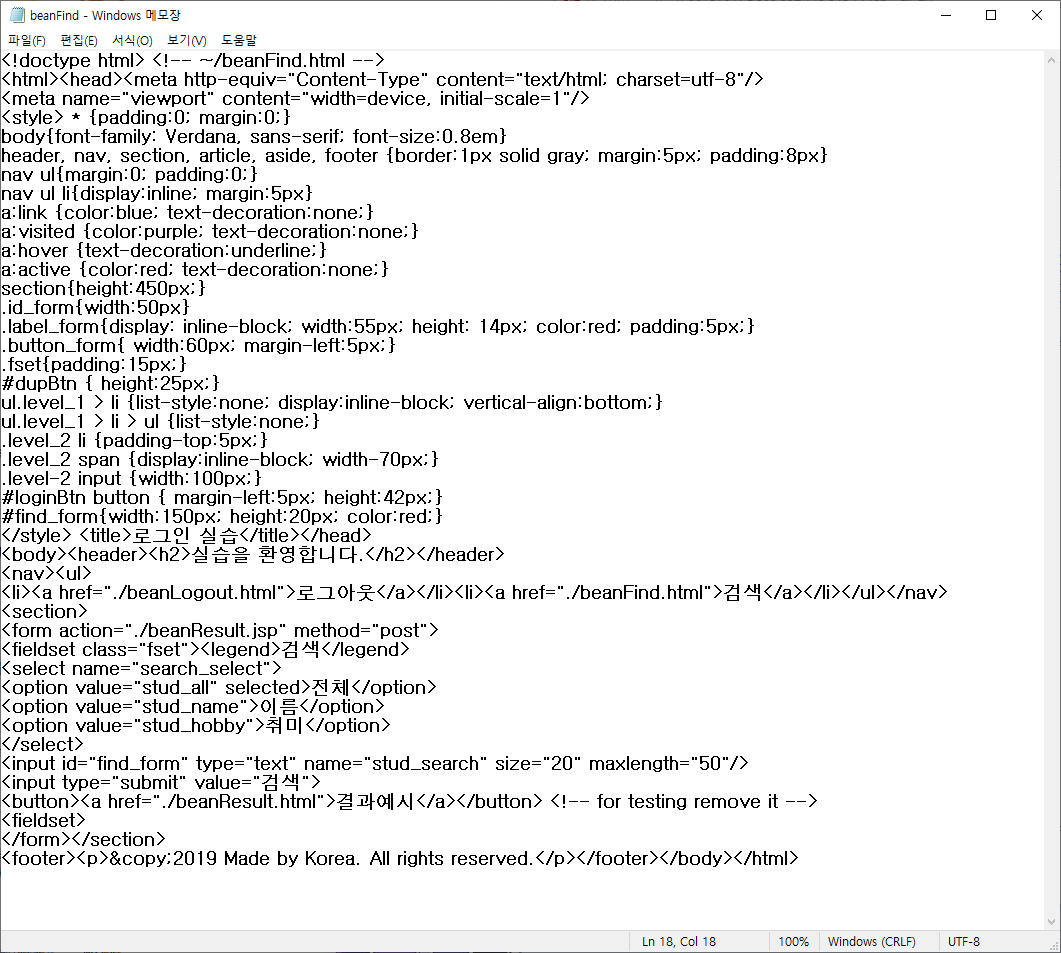 beanFind - Windows 메모장
파일(F) 편집(E) 서식(O) 보기(V) 도움말
<!doctype html> <!-- ~/beanFind.html -->
<html><head><meta http-equiv="Content-Type" content="text/html; charset=utf-8"/>
<meta name="viewport" content="width=device, initial-scale=1"/>
<style> * {padding:0; margin:0;}
body{font-family: Verdana, sans-serif; font-size:0.8em}
header, nav, section, article, aside, footer {border:1px solid gray; margin:5px; padding:8px}
nav ul{margin:0; padding:0;}
nav ul li{display:inline; margin:5px}
a:link {color:blue; text-decoration:none;}
a:visited {color:purple; text-decoration:none;}
a:hover {text-decoration:underline;}
a:active {color:red; text-decoration:none;}
section{height:450px;}
.id_form{width:50px}
.label_form{display: inline-block; width:55px; height: 14px; color:red; padding:5px;}
.button_form{ width:60px; margin-left:5px;}
.fset{padding:15px;}
#dupBtn { height:25px;}
ul.level_1 > li {list-style:none; display:inline-block; vertical-align:bottom;}
ul.level_1 > li > ul {list-style:none;}
.level_2 li {padding-top:5px;}
.level_2 span {display:inline-block; width-70px;}
.level-2 input {width:100px;}
#loginBtn button { margin-left:5px; height:42px;}
#find_form{width:150px; height:20px; color:red;}
</style> <title>로그인 실습</title></head>
<body><header><h2>실습을 환영합니다.</h2></header>
<nav><ul>
<li><a href="./beanLogout.html">로그아웃</a></li><li><a href="./beanFind.html">검색</a></li></ul></nav>
<section>
<form action="./beanResult.jsp" method="post">
<fieldset class="fset"><legend>검색</legend>
<select name="search_select">
<option value="stud_all" selected>전체</option>
<option value="stud_name">이름</option>
<option value="stud_hobby">취미</option>
</select>
<input id="find_form" type="text" name="stud_search" size="20" maxlength="50"/>
<input type="submit" value="검색">
<button><a href="./beanResult.html">결과예시</a></button> <!-- for testing remove it -->
<fieldset>
</form></section>
<footer><p>&copy;2019 Made by Korea. All rights reserved.</p></footer></body></html>
Ln 18, Col 18 100% Windows (CRLF) UTF-8